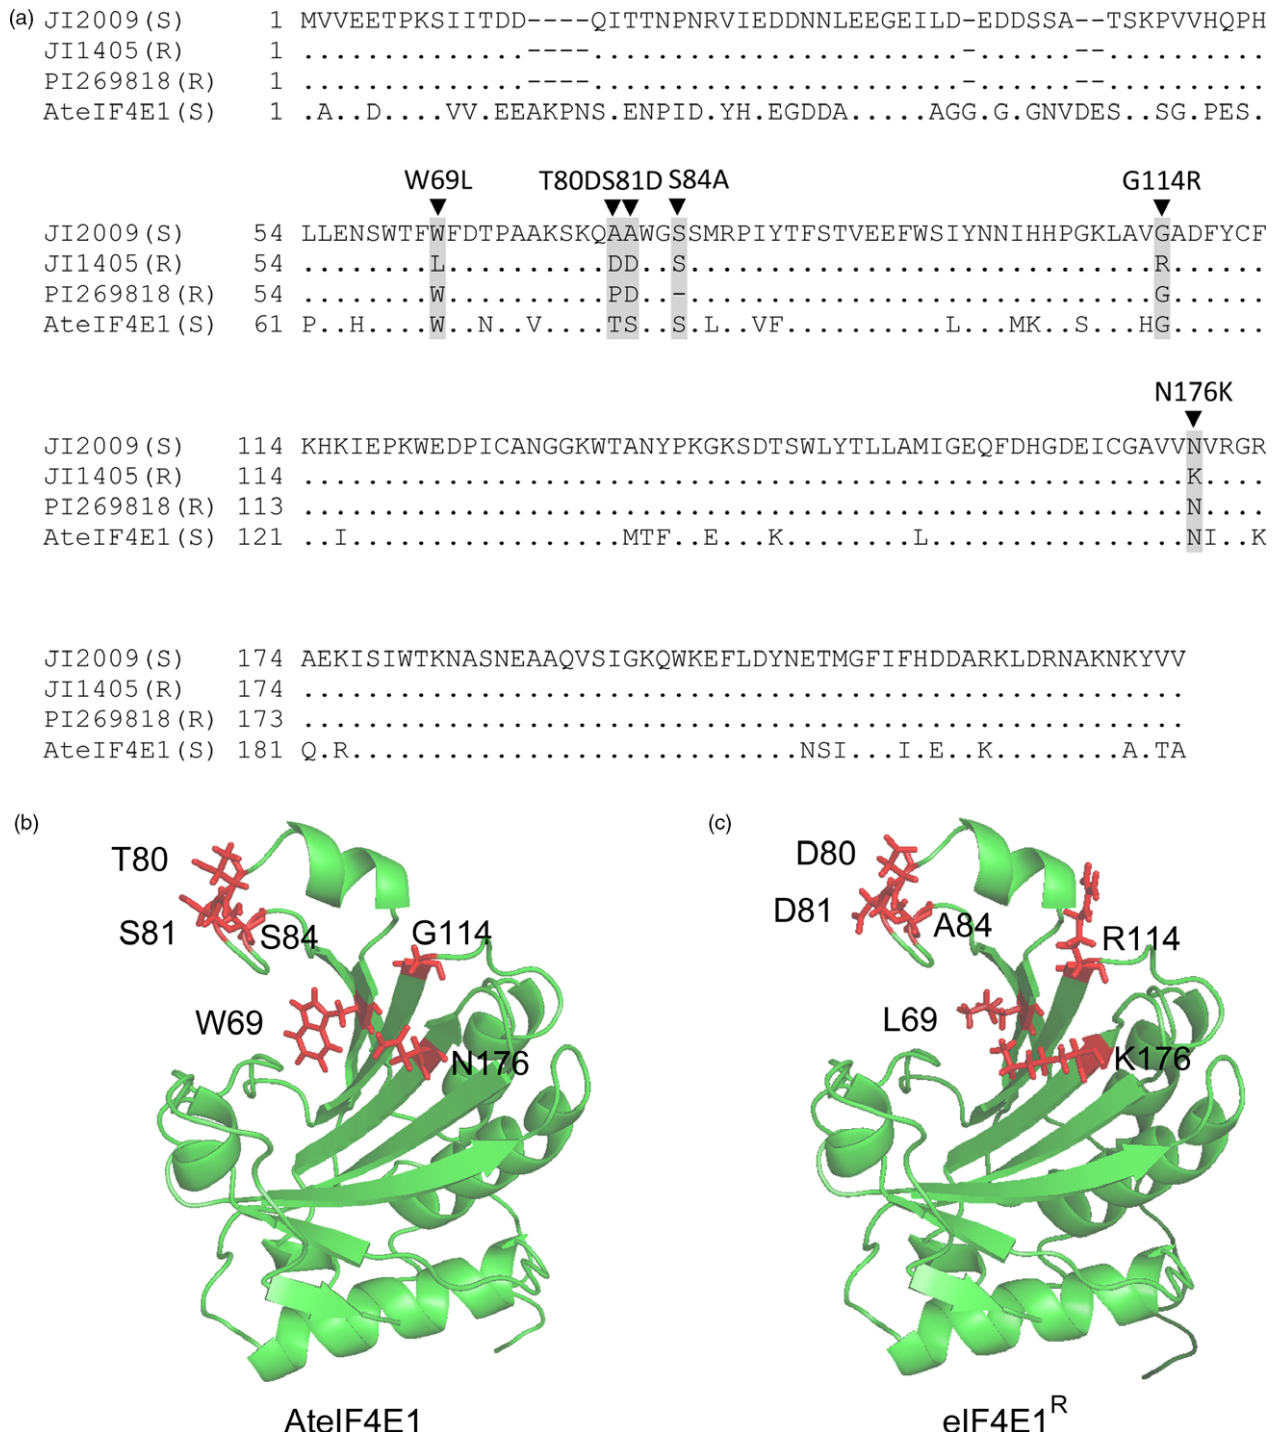 (a) JI2009(S) 1 MVVEETPKSIITDD----QITTNPNRVIEDDNNLEEGEILD-EDDSSA--TSKPVVHQPH
JI1405(R) 1 ..............----.......................-......--..........
PI269818(R) 1 ..............----.......................-......--..........
AteIF4E1(S) 1 .A..D....VV.EEAKPNS.ENPID.YH.EGDDA.....AGG.G.GNVDES..SG.PES.
W69L T80DS81D S84A G114R
JI2009(S) 54 LLENSWTFWFDTPAAKSKQAAWGSSMRPIYTFSTVEEFWSIYNNIHHPGKLAVGADFYCF
JI1405(R) 54 ........L..........DD..S.............................R......
PI269818(R) 54 ........W..........PD..-.............................G......
AteIF4E1(S) 61 P..H....W..N..V....TS..S.L..VF..........L...MK..S...HG......
N176K
JI2009(S) 114 KHKIEPKWEDPICANGGKWTANYPKGKSDTSWLYTLLAMIGEQFDHGDEICGAVVNVRGR
JI1405(R) 114 .......................................................K....
PI269818(R) 113 .......................................................N....
AteIF4E1(S) 121 ..I.................MTF..E...K........L................NI..K
JI2009(S) 174 AEKISIWTKNASNEAAQVSIGKQWKEFLDYNETMGFIFHDDARKLDRNAKNKYVV
JI1405(R) 174 .......................................................
PI269818(R) 173 .......................................................
AteIF4E1(S) 181 Q.R............................NSI...I.E..K........A.TA
(b)
T80
S81
S84
G114
W69
N176
AteIF4E1
(c)
D80
D81
A84
R114
L69
K176
eIF4E1R